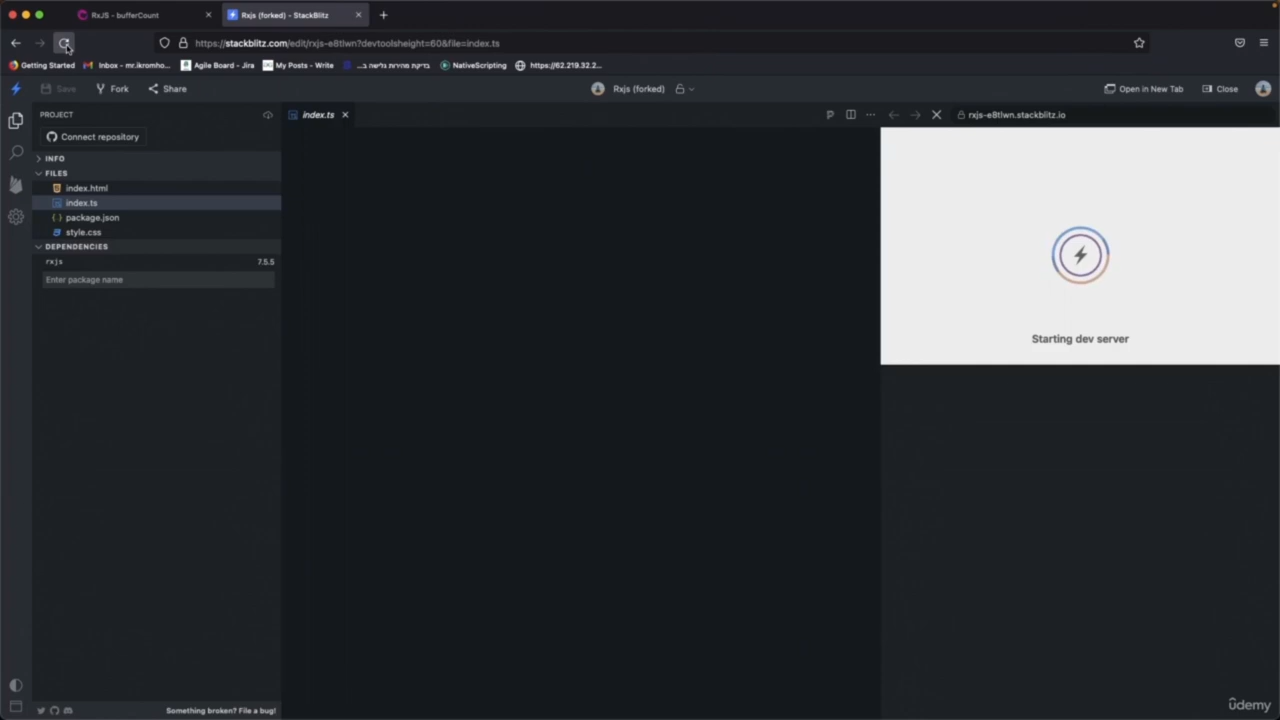 RxJS - bufferCount
Rxjs (forked) - StackBlitz
https://stackblitz.com/edit/rxjs-e8tlwn?devtoolsheight=60&file=index.ts
Getting Started
Inbox - mr.ikromho...
Agile Board - Jira
My Posts - Write
בדיקת מהירות גלישה ב...
NativeScripting
https://62.219.32.2...
Save
Fork
Share
Rxjs (forked)
Open in New Tab
Close
PROJECT
index.ts
rxjs-e8tlwn.stackblitz.io
Connect repository
INFO
FILES
index.html
index.ts
package.json
style.css
DEPENDENCIES
rxjs 7.5.5
Enter package name
Starting dev server
Something broken? File a bug!
ûdemy